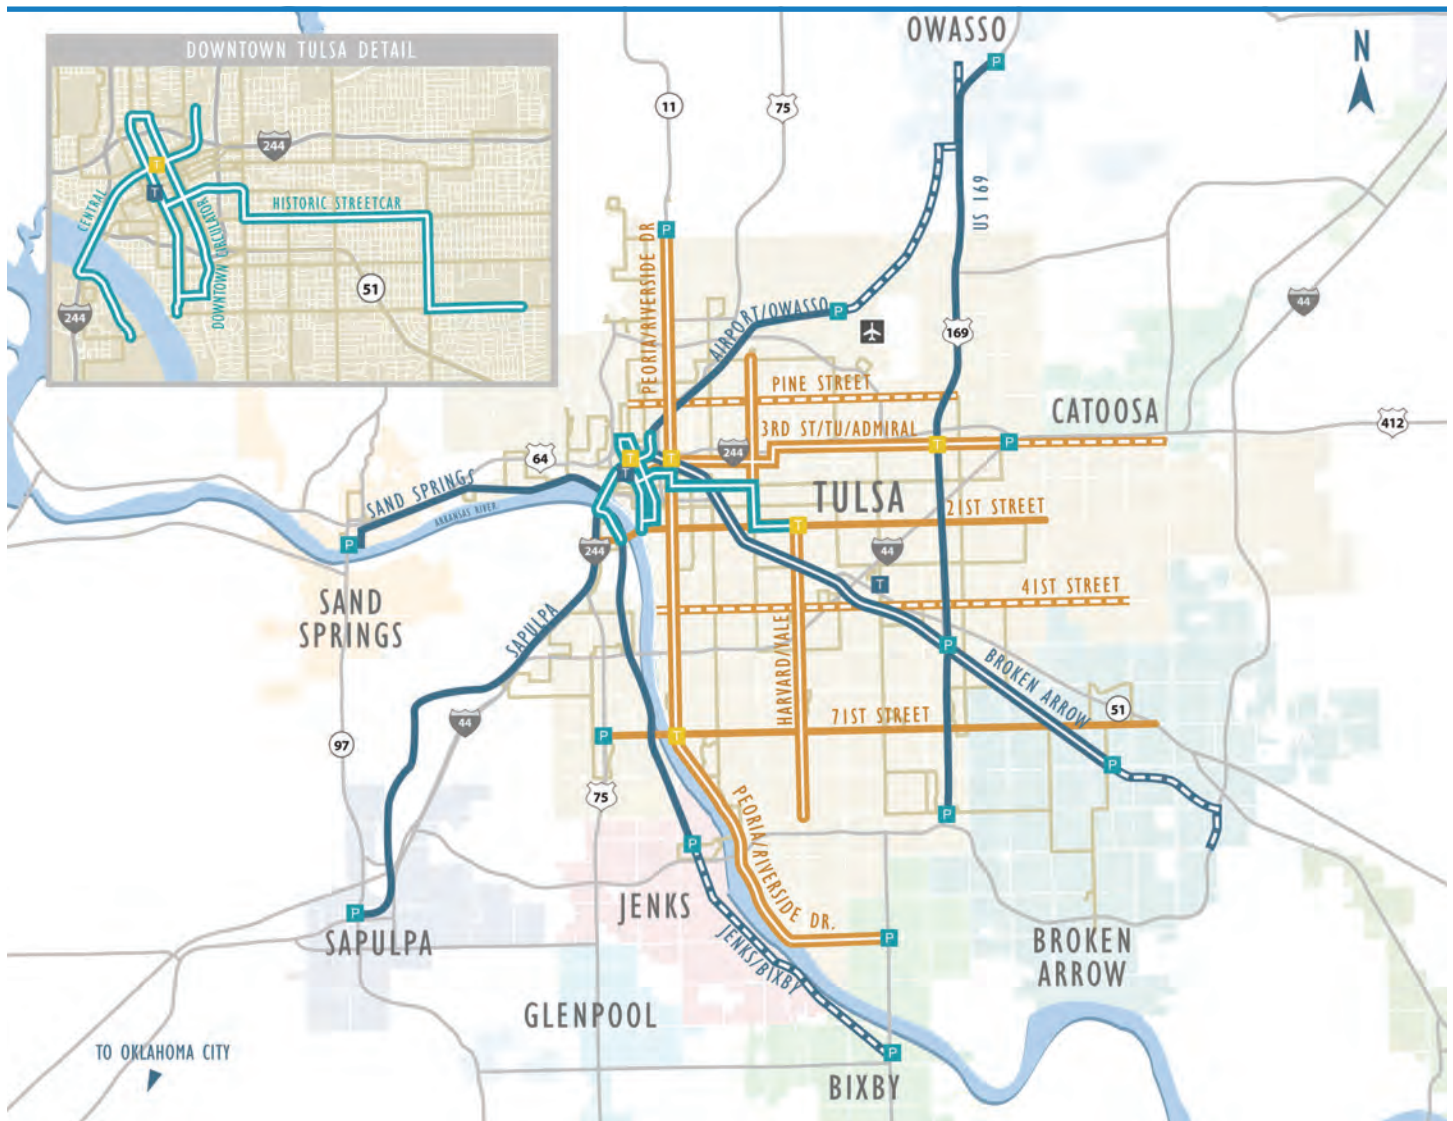 OWASSO
N
DOWNTOWN TULSA DETAIL
244
CENTRAL
HISTORIC STREETCAR
DOWNTOWN CIRCULATOR
51
244
T
T
11
75
P
US 169
P
PEORIA/RIVERSIDE DR
AIRPORT/OWASSO
P
169
44
PINE STREET
CATOOSA
3RD ST/TU/ADMIRAL
412
244
64
T
T
T
T
P
SAND SPRINGS
ARKANSAS RIVER
TULSA
21ST STREET
P
T
244
44
T
41ST STREET
SAND
SPRINGS
SAPULPA
HARVARD/YALE
P
BROKEN ARROW
51
71ST STREET
44
97
P
T
75
P
P
PEORIA/RIVERSIDE DR.
P
JENKS
JENKS/BIXBY
P
SAPULPA
P
BROKEN
ARROW
GLENPOOL
TO OKLAHOMA CITY
P
BIXBY